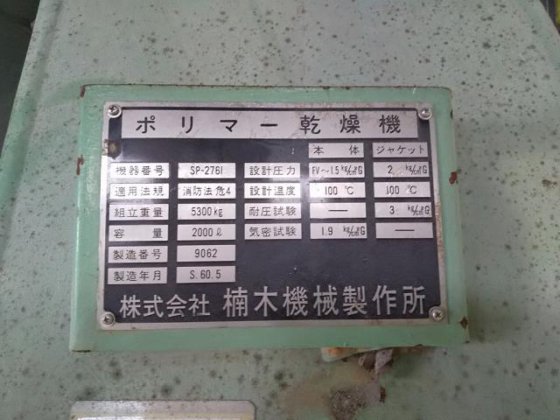 ポリマー乾燥機
本体 ジャケット
機器番号 SP-2761 設計圧力 FV~1.5 kg/cm²G 2 kg/cm²G
適用法規 消防法危4 設計温度 100 ℃ 100 ℃
組立重量 5300kg 耐圧試験 — 3 kg/cm²G
容量 2000ℓ 気密試験 1.9 kg/cm²G —
製造番号 9062
製造年月 S.60.5
株式会社 楠木機械製作所